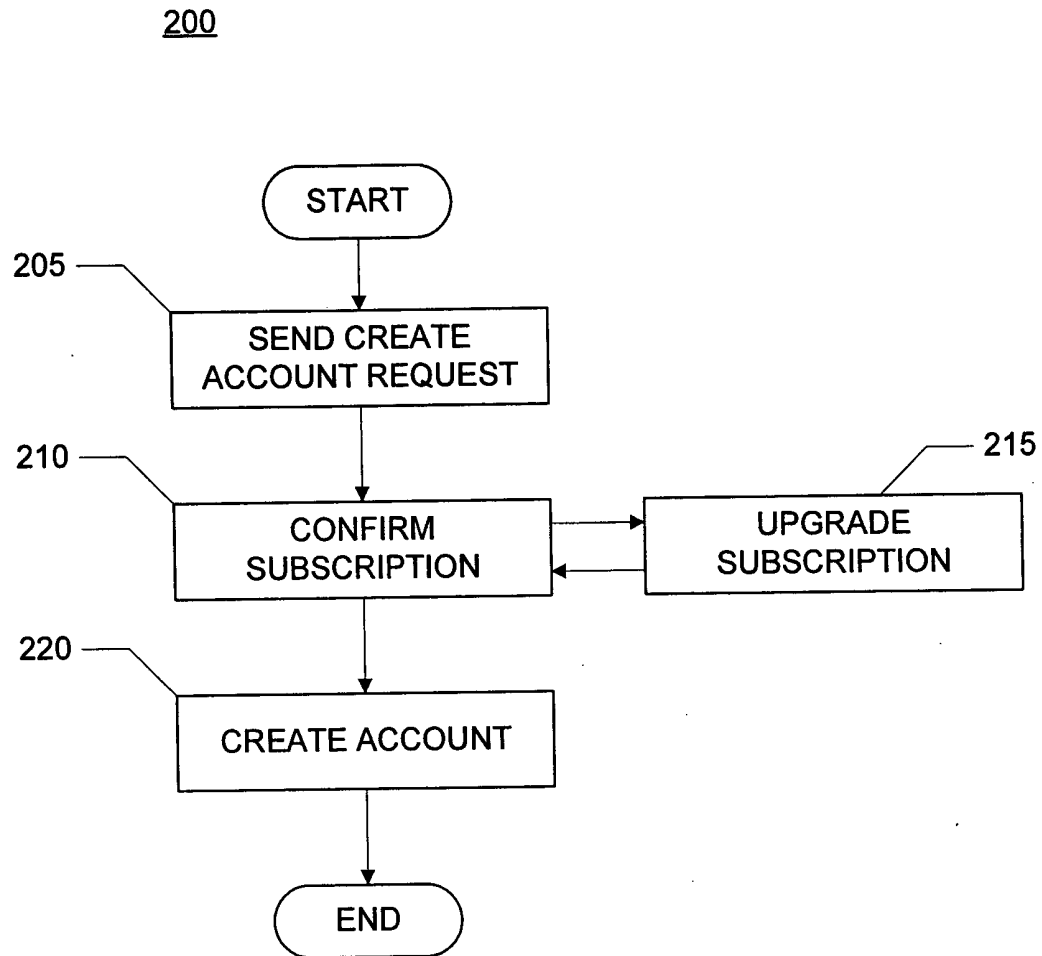 200
START
205
SEND CREATE
ACCOUNT REQUEST
210
CONFIRM
SUBSCRIPTION
215
UPGRADE
SUBSCRIPTION
220
CREATE ACCOUNT
END